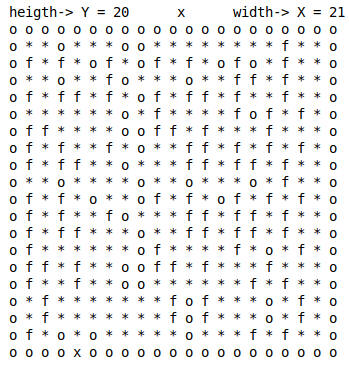 heigth-> Y = 20 x width-> X = 21
o o o o o o o o o o o o o o o o o o o o o
o * * o * * * o o * * * * * * * * f * * o
o f * f * o f * o f * f * o f o * f * * o
o * * o * * f o * * * o * * f f * f * * o
o f * f f * f * o f * f f * f * * f * * o
o * * * * * * o * f * * * * f o f * f * o
o f f * * * * o o f f * f * * * f * * * o
o f * f * * f * o * * f * * f * f * f * o
o f * f f * * o * * * f f * f f * f * * o
o * * o * * * * o * * o * * * o * f * * o
o f * f * o * * o f * f * o f * f f * * o
o f * f * * f o * * * f f * f f * f * * o
o f * f f * * * o * * f * * f f * f * * o
o f * * * * * * o f * * * * f * o * f * o
o f f * f * * o o f f * f * * * f * * * o
o f * * f * * o o * * * * * * f * f * * o
o * f * * * * * * * f o f * * * o * f * o
o * f * * * * * * * f o f * * * o * f * o
o f * o * o * * * * * o * * * f * f * * o
o o o o x o o o o o o o o o o o o o o o o